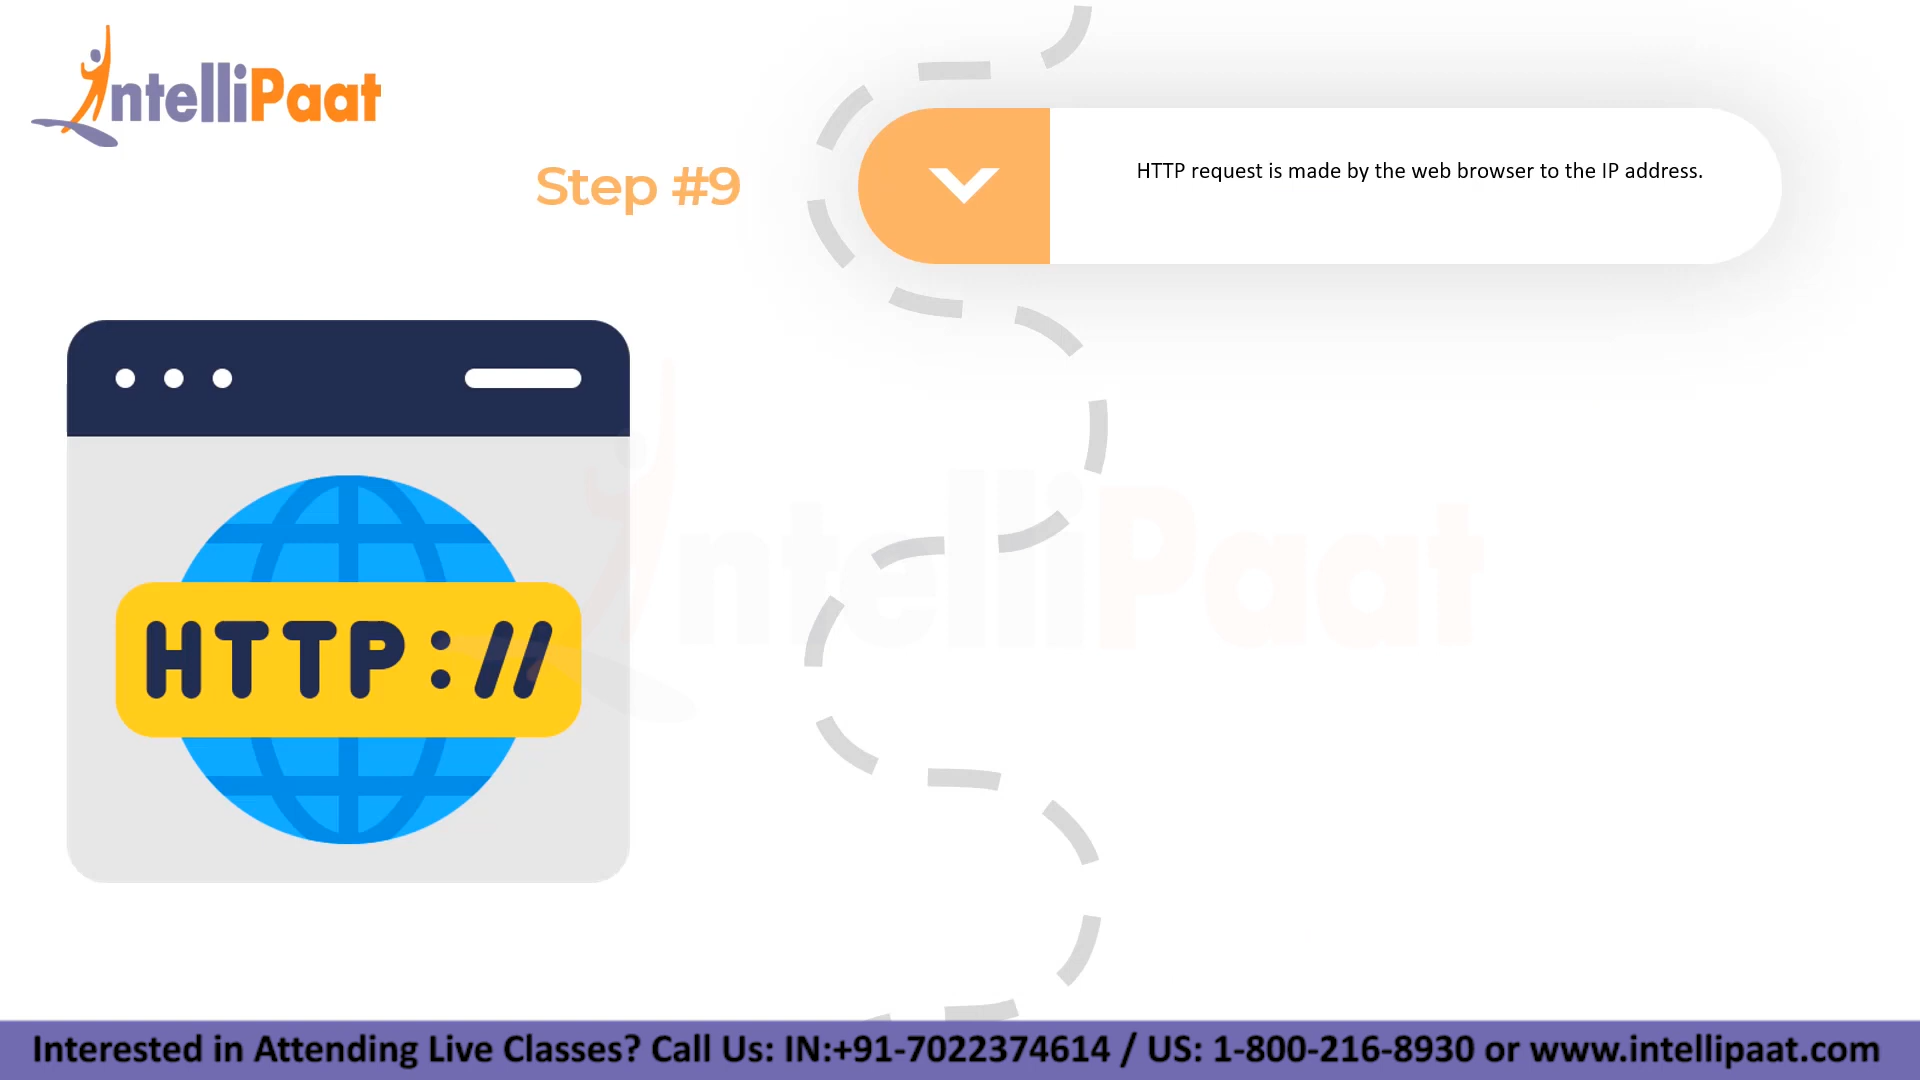 IntelliPaat
Step #9
HTTP request is made by the web browser to the IP address.
HTTP://
IntelliPaat
Interested in Attending Live Classes? Call Us: IN:+91-7022374614 / US: 1-800-216-8930 or www.intellipaat.com